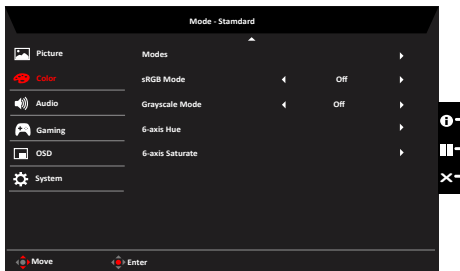 Mode - Stamdard
Picture
Modes
Color
sRGB Mode Off
Audio
Grayscale Mode Off
Gaming
6-axis Hue
OSD
6-axis Saturate
System
Move Enter